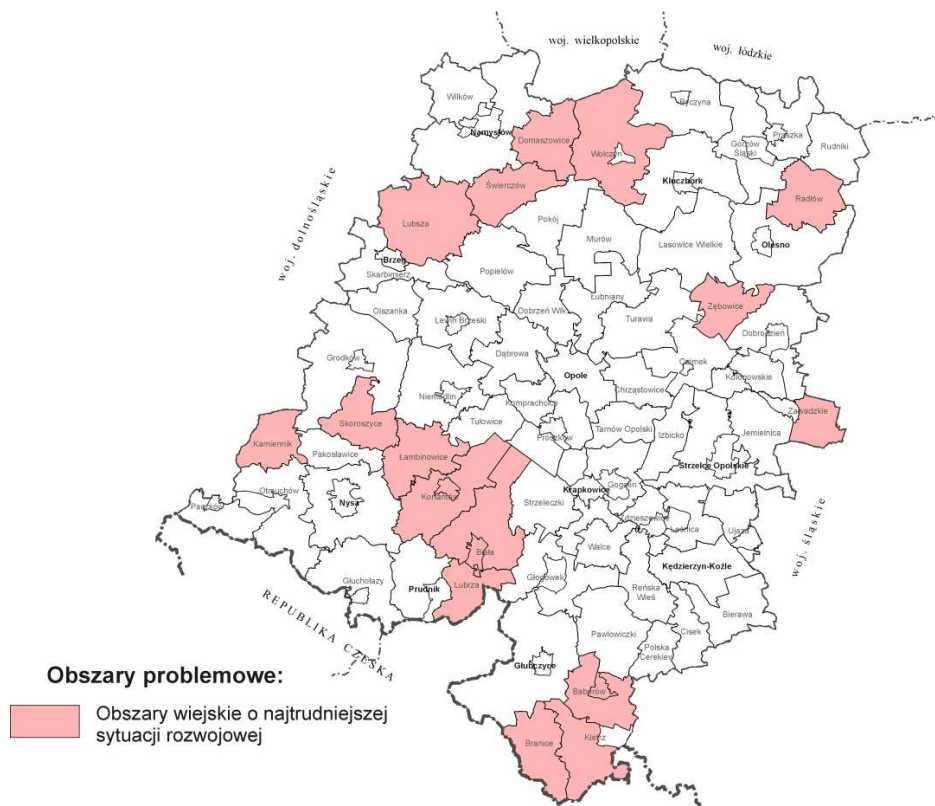 woj. wielkopolskie
woj. łódzkie
Wilków
Byczyna
Namysłów
Domaszowice
Wołczyn
Gorzów
Śląski
Praszka
Rudniki
Kluczbork
Świerczów
Radłów
Lubsza
Pokój
Murów
Lasowice Wielkie
Olesno
woj. dolnośląskie
Brzeg
Skarbimierz
Popielów
Łubniany
Zębowice
Olszanka
Lewin Brzeski
Dobrzeń Wlk.
Turawa
Dobrodzień
Grodków
Dąbrowa
Opole
Ozimek
Kolonowskie
Niemodlin
Komprachcice
Chrząstowice
Zawadzkie
Skoroszyce
Tułowice
Prószków
Tarnów Opolski
Izbicko
Jemielnica
Kamiennik
Pakosławice
Łambinowice
Strzelce Opolskie
Otmuchów
Paczków
Nysa
Korfantów
Strzeleczki
Krapkowice
Gogolin
Zdzieszowice
Leśnica
Ujazd
woj. śląskie
Biała
Walce
Kędzierzyn-Koźle
Głuchołazy
Prudnik
Lubrza
Głogówek
Reńska
Wieś
Bierawa
REPUBLIKA CZESKA
Pawłowiczki
Polska
Cerekiew
Cisek
Głubczyce
Baborów
Kietrz
Branice
Obszary problemowe:
Obszary wiejskie o najtrudniejszej
sytuacji rozwojowej